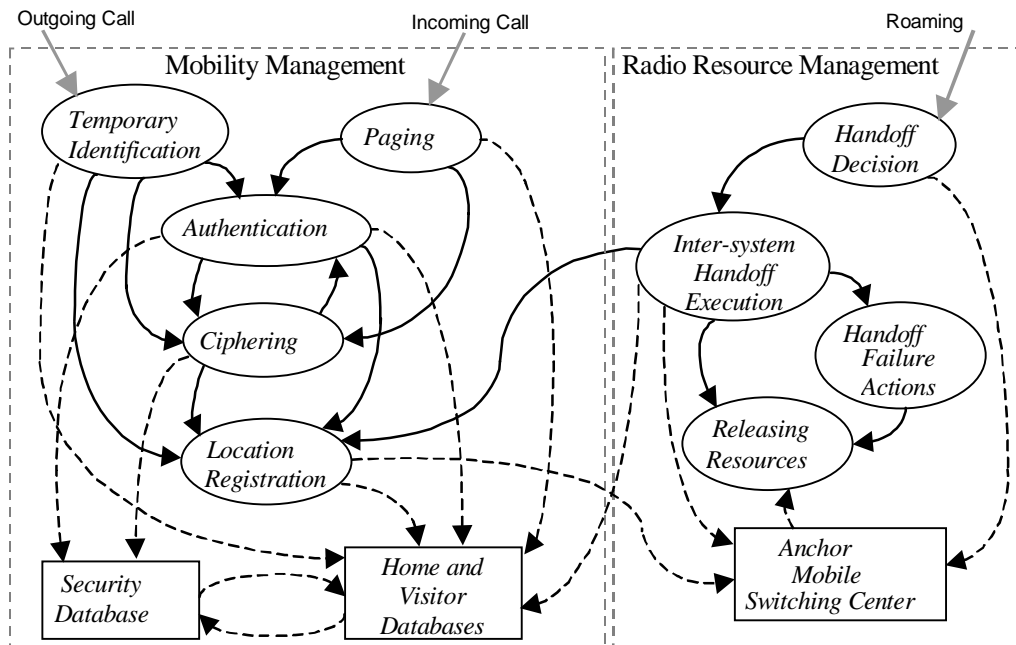 Outgoing Call
Incoming Call
Roaming
Mobility Management
Radio Resource Management
Temporary
Identification
Paging
Handoff
Decision
Authentication
Inter-system
Handoff
Execution
Ciphering
Handoff
Failure
Actions
Location
Registration
Releasing
Resources
Security
Database
Home and
Visitor
Databases
Anchor
Mobile
Switching Center